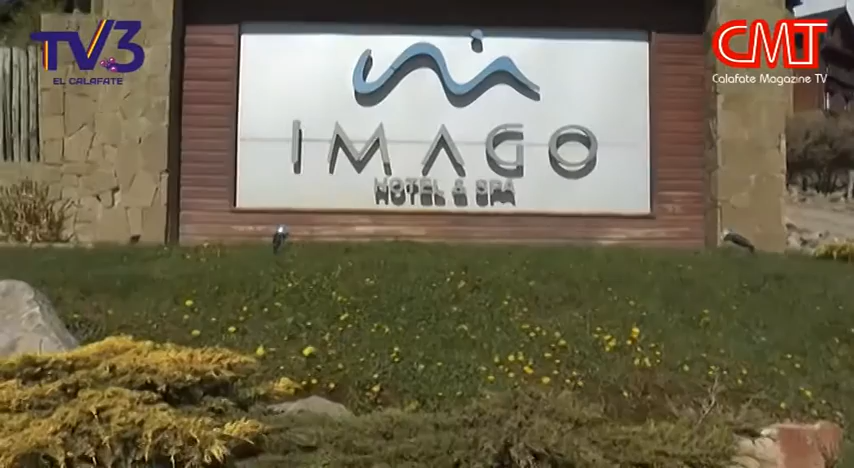 TV3
EL CALAFATE
CMT
Calafate Magazine TV
IMAGO
HOTEL & SPA